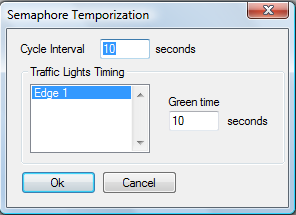 Semaphore Temporization
Cycle Interval 10 seconds
Traffic Lights Timing
Edge 1
Green time
10 seconds
Ok Cancel